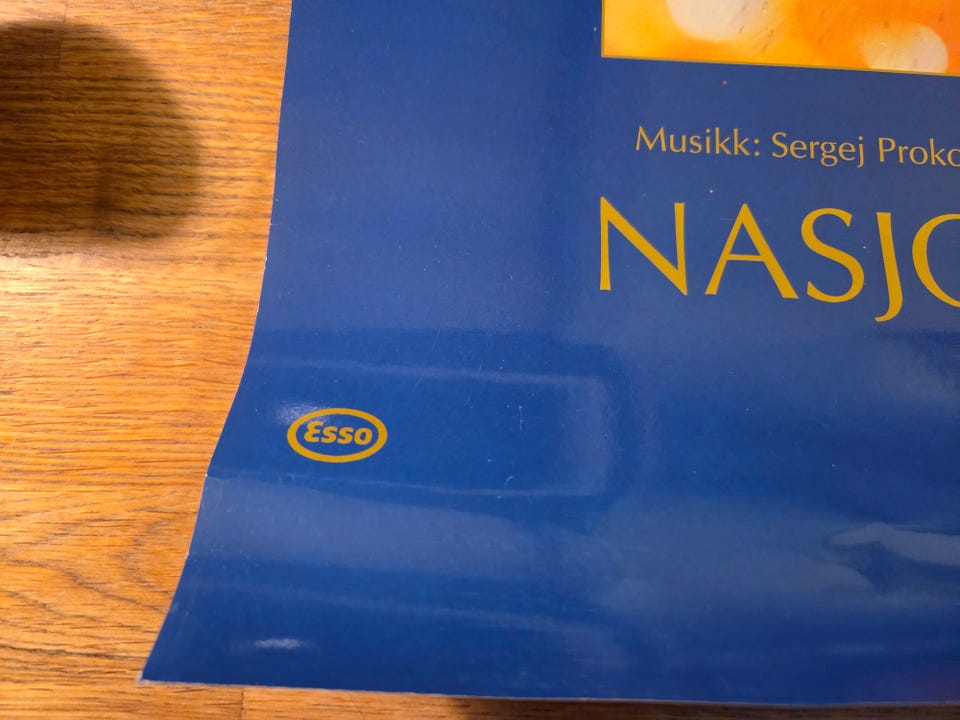 Musikk: Sergej Proko
NASJO
Esso